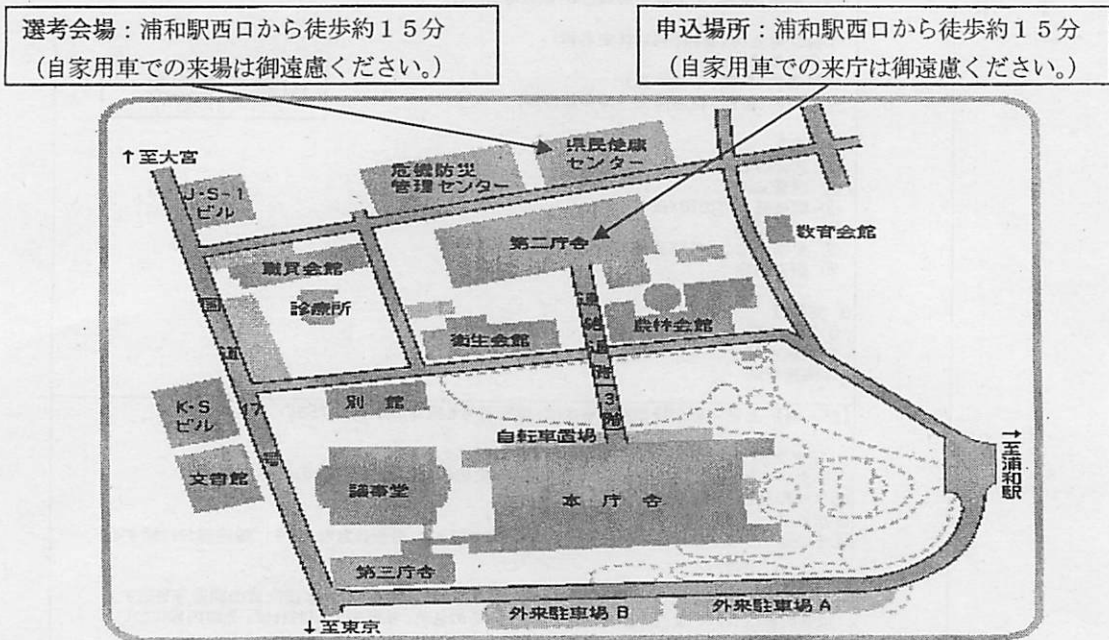 選考会場:浦和駅西口から徒歩約15分
(自家用車での来場は御遠慮ください。)
申込場所:浦和駅西口から徒歩約15分
(自家用車での来庁は御遠慮ください。)
↑至大宮
J-S-1
ビル
危機防災
管理センター
県民健康
センター
第二庁舎
教育会館
職員会館
診療所
衛生会館
農林会館
連絡通路3階
国道17号
K-S
ビル
別館
自転車置場
文書館
議事堂
本庁舎
↑至浦和駅
第三庁舎
外来駐車場 B
外来駐車場 A
↓至東京